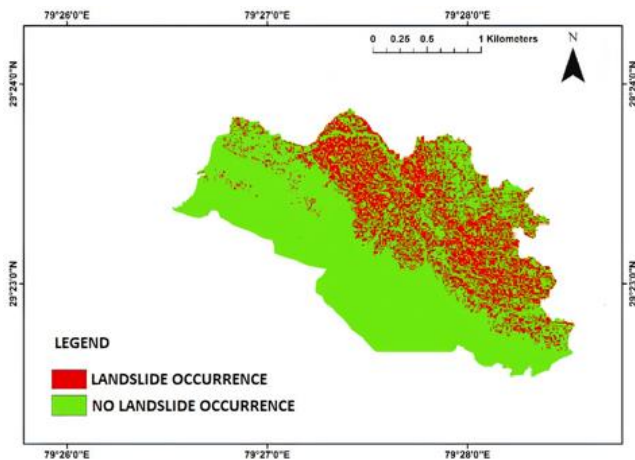 79°26'0"E 79°27'0"E 79°28'0"E
0 0.25 0.5 1 Kilometers
N
29°24'0"N 29°24'0"N
29°23'0"N 29°23'0"N
LEGEND
LANDSLIDE OCCURRENCE
NO LANDSLIDE OCCURRENCE
79°26'0"E 79°27'0"E 79°28'0"E